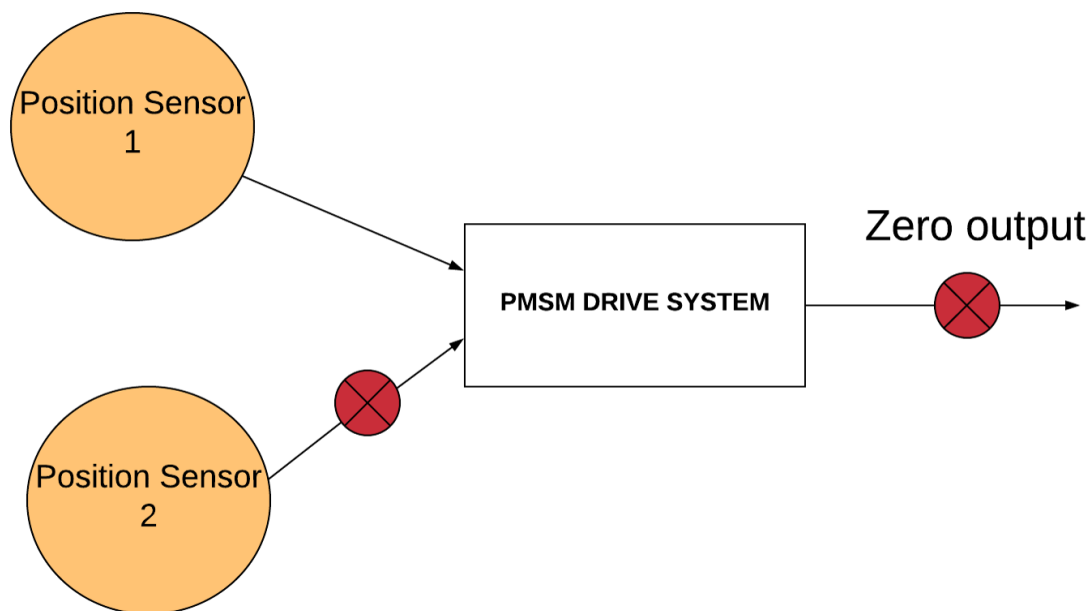 Position Sensor
1
Zero output
PMSM DRIVE SYSTEM
Position Sensor
2